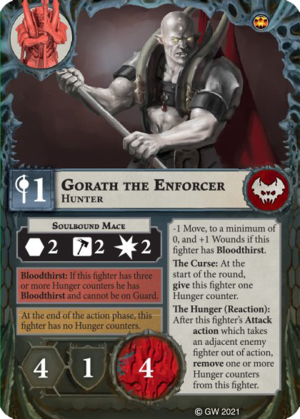 1
GORATH THE ENFORCER
HUNTER
SOULBOUND MACE
2 2 2
Bloodthirst: If this fighter has three
or more Hunger counters he has
Bloodthirst and cannot be on Guard.
At the end of the action phase, this
fighter has no Hunger counters.
4 1 4
-1 Move, to a minimum of
0, and +1 Wounds if this
fighter has Bloodthirst.
The Curse: At the
start of the round,
give this fighter one
Hunger counter.
The Hunger (Reaction):
After this fighter's Attack
action which takes
an adjacent enemy
fighter out of action,
remove one or more
Hunger counters
from this fighter.
© GW 2021